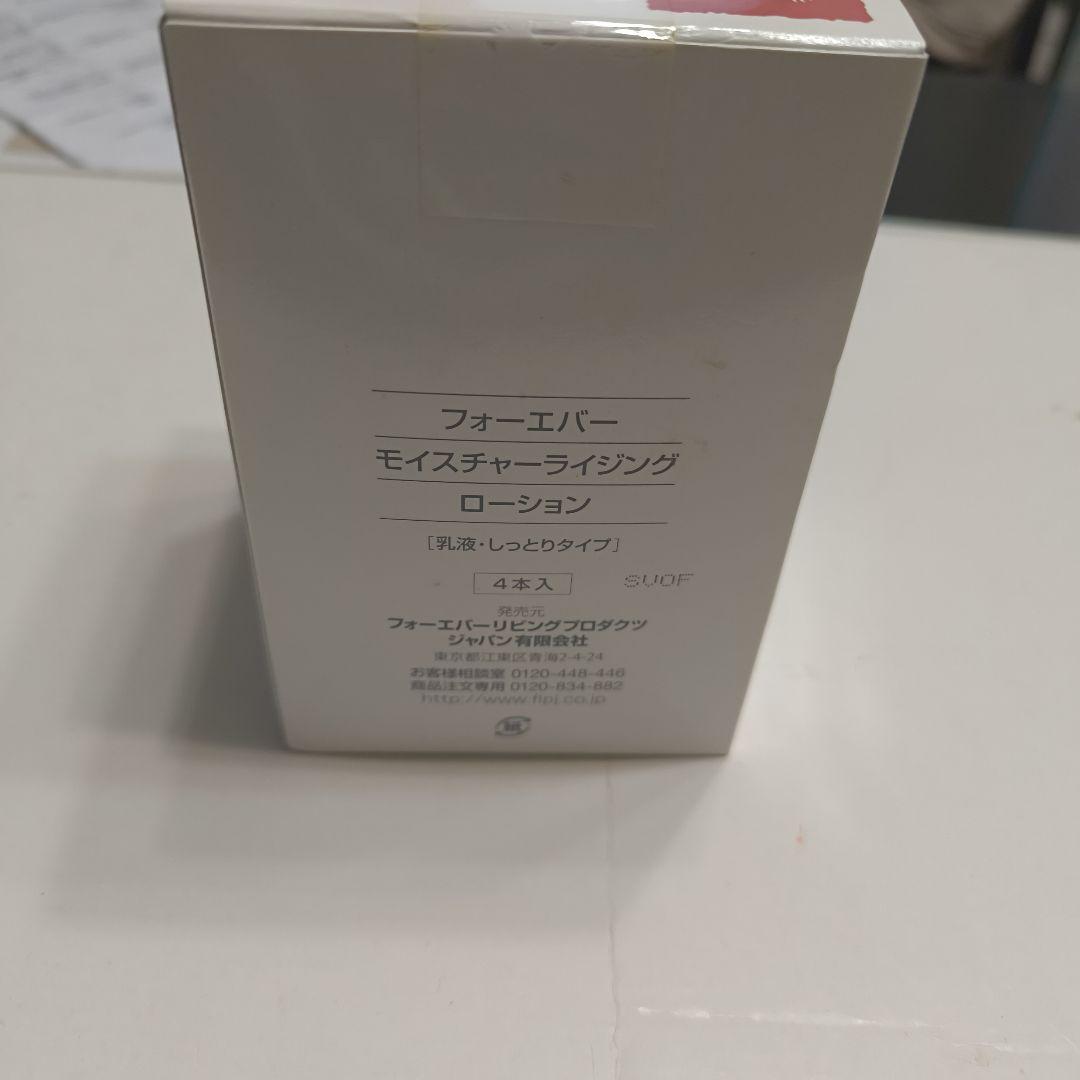 フォーエバー
モイスチャーライジング
ローション
[乳液・しっとりタイプ]
4本入
SVOF
発売元
フォーエバーリビングプロダクツ
ジャパン有限会社
東京都江東区青海2-4-24
お客様相談室 0120-448-446
商品注文専用 0120-834-882
http://www.flpj.co.jp
紙